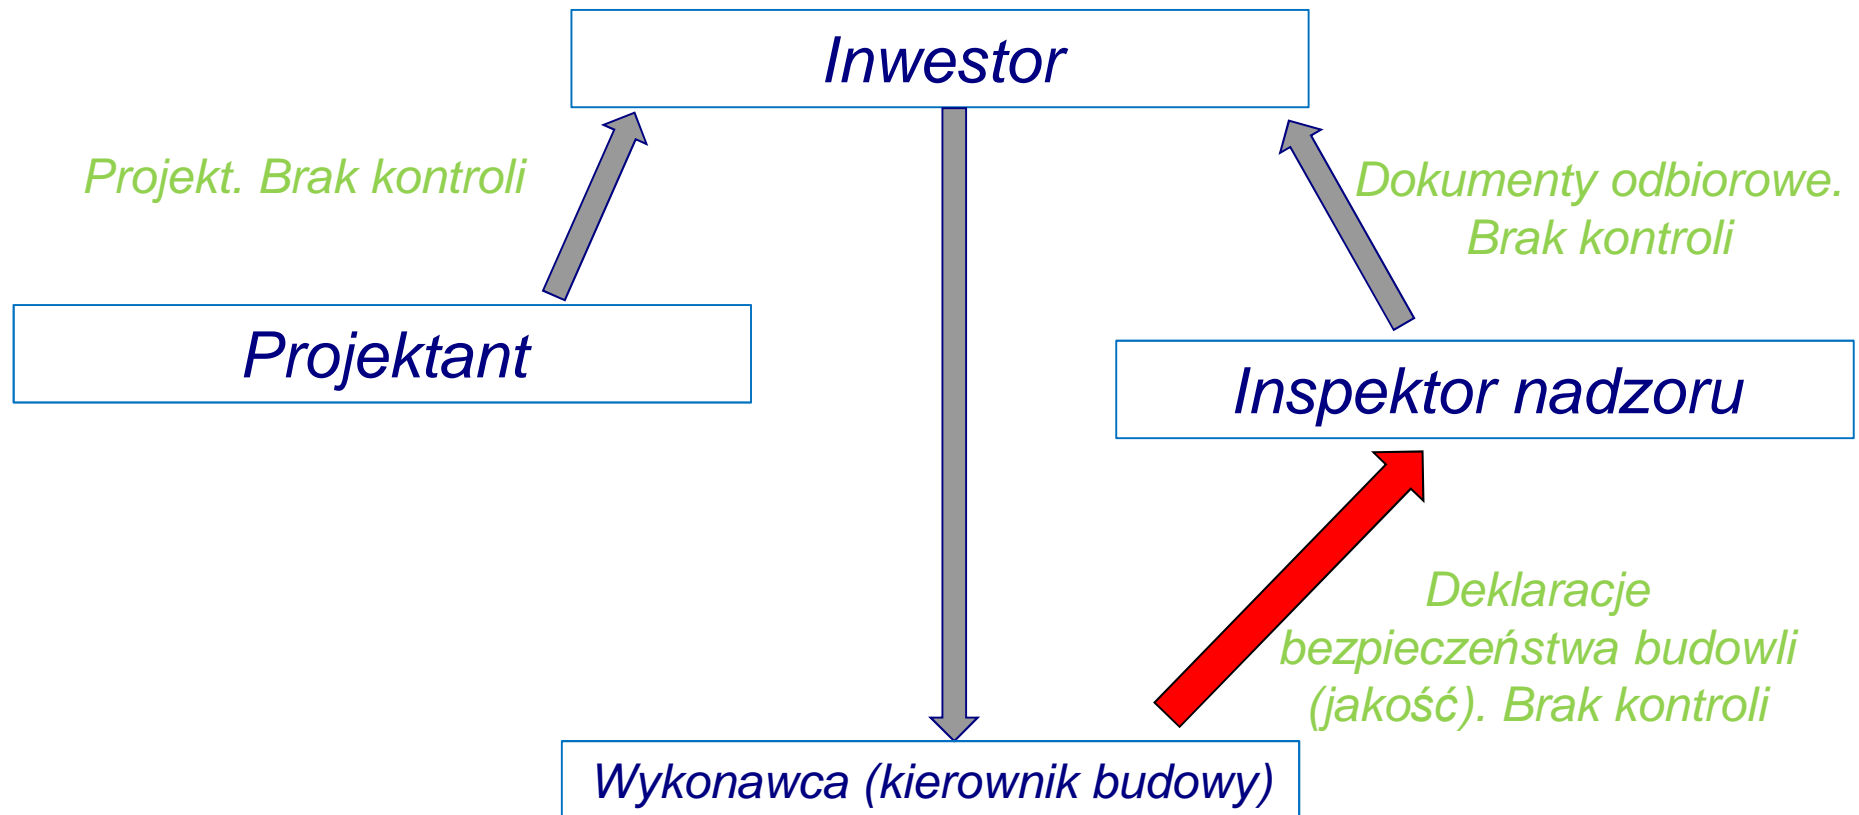 Inwestor
Projekt. Brak kontroli
Dokumenty odbiorowe.
Brak kontroli
Projektant
Inspektor nadzoru
Deklaracje
bezpieczeństwa budowli
(jakość). Brak kontroli
Wykonawca (kierownik budowy)